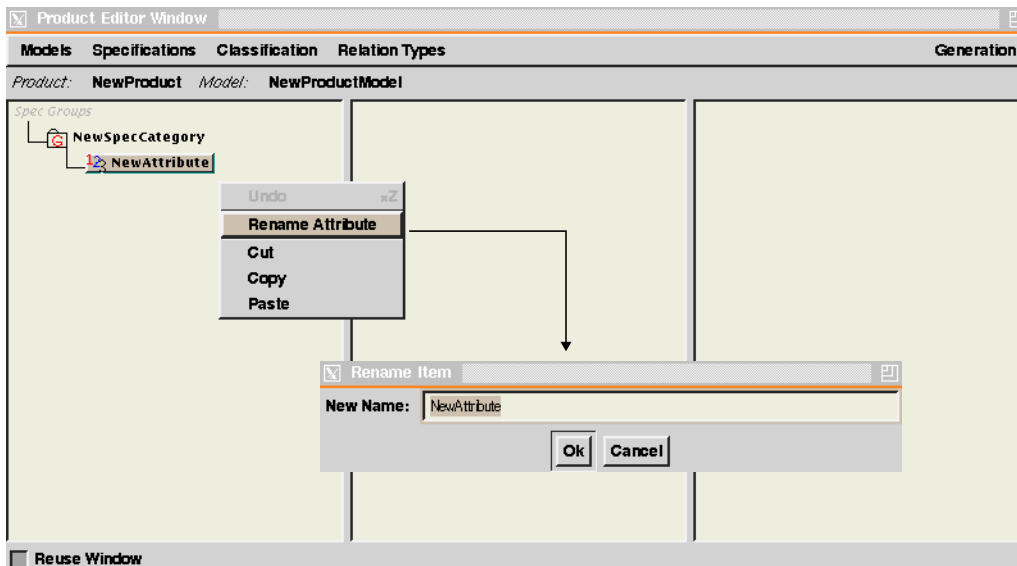 Product Editor Window
Models Specifications Classification Relation Types Generation
Product: NewProduct Model: NewProductModel
Spec Groups
G NewSpecCategory
12 NewAttribute
Undo ×Z
Rename Attribute
Cut
Copy
Paste
Rename Item
New Name: NewAttribute
Ok Cancel
Reuse Window